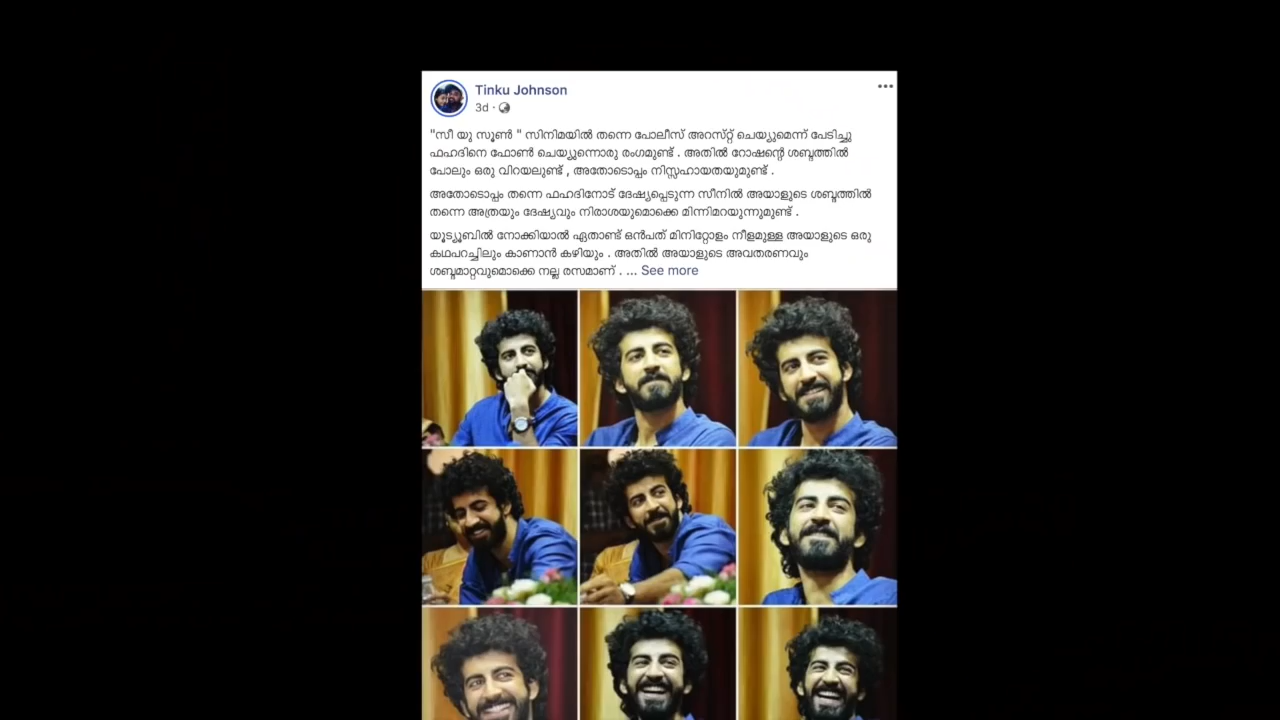 Tinku Johnson
3d ·
"സീ യു സൂൺ " സിനിമയിൽ തന്നെ പോലീസ് അറസ്റ്റ് ചെയ്യുമെന്ന് പേടിച്ചു
ഫഹദിനെ ഫോൺ ചെയ്യുന്നൊരു രംഗമുണ്ട് . അതിൽ റോഷന്റെ ശബ്ദത്തിൽ
പോലും ഒരു വിറയലുണ്ട് , അതോടൊപ്പം നിസ്സഹായതയുമുണ്ട് .
അതോടൊപ്പം തന്നെ ഫഹദിനോട് ദേഷ്യപ്പെടുന്ന സീനിൽ അയാളുടെ ശബ്ദത്തിൽ
തന്നെ അത്രയും ദേഷ്യവും നിരാശയുമൊക്കെ മിന്നിമറയുന്നുമുണ്ട് .
യൂട്യൂബിൽ നോക്കിയാൽ ഏതാണ്ട് ഒൻപത് മിനിറ്റോളം നീളമുള്ള അയാളുടെ ഒരു
കഥപറച്ചിലും കാണാൻ കഴിയും . അതിൽ അയാളുടെ അവതരണവും
ശബ്ദമാറ്റവുമൊക്കെ നല്ല രസമാണ് . ... See more